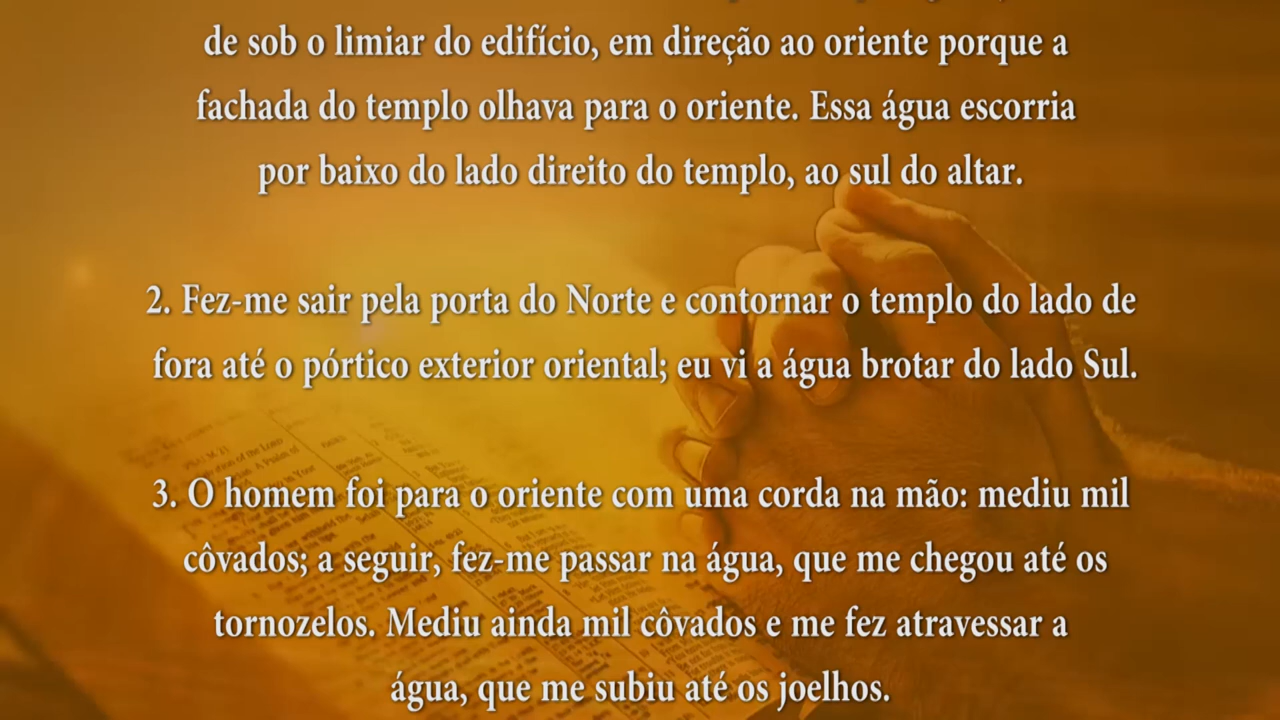 de sob o limiar do edifício, em direção ao oriente porque a
fachada do templo olhava para o oriente. Essa água escorria
por baixo do lado direito do templo, ao sul do altar.
2. Fez-me sair pela porta do Norte e contornar o templo do lado de
fora até o pórtico exterior oriental; eu vi a água brotar do lado Sul.
3. O homem foi para o oriente com uma corda na mão: mediu mil
côvados; a seguir, fez-me passar na água, que me chegou até os
tornozelos. Mediu ainda mil côvados e me fez atravessar a
água, que me subiu até os joelhos.